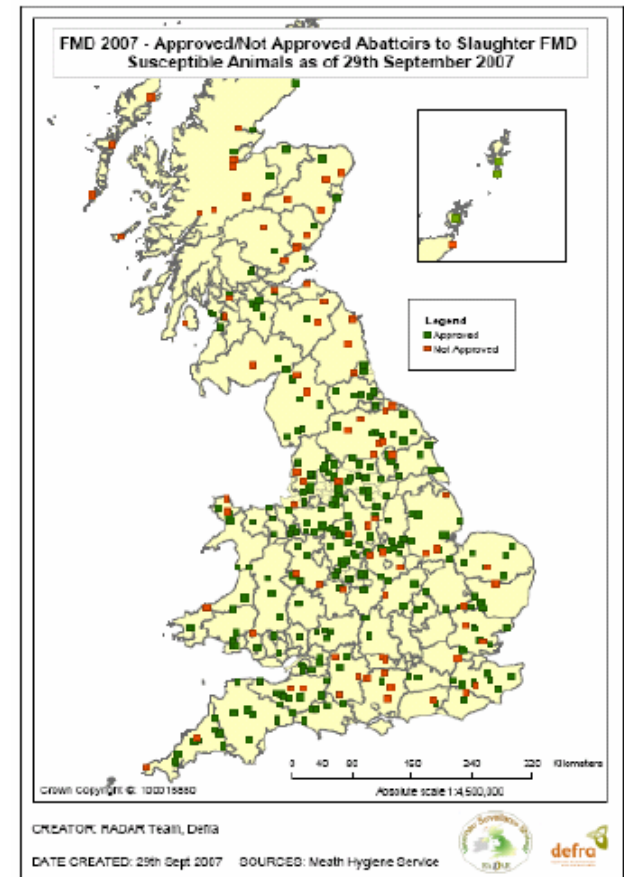 FMD 2007 - Approved/Not Approved Abattoirs to Slaughter FMD
Susceptible Animals as of 29th September 2007
Legend
Approved
Not Approved
0 40 80 160 240 320 Kilometers
Crown Copyright ©:
Absolute scale 1:4,500,000
CREATOR: RADAR Team, Defra
DATE CREATED: 29th Sept 2007 SOURCES: Meath Hygiene Service
defra